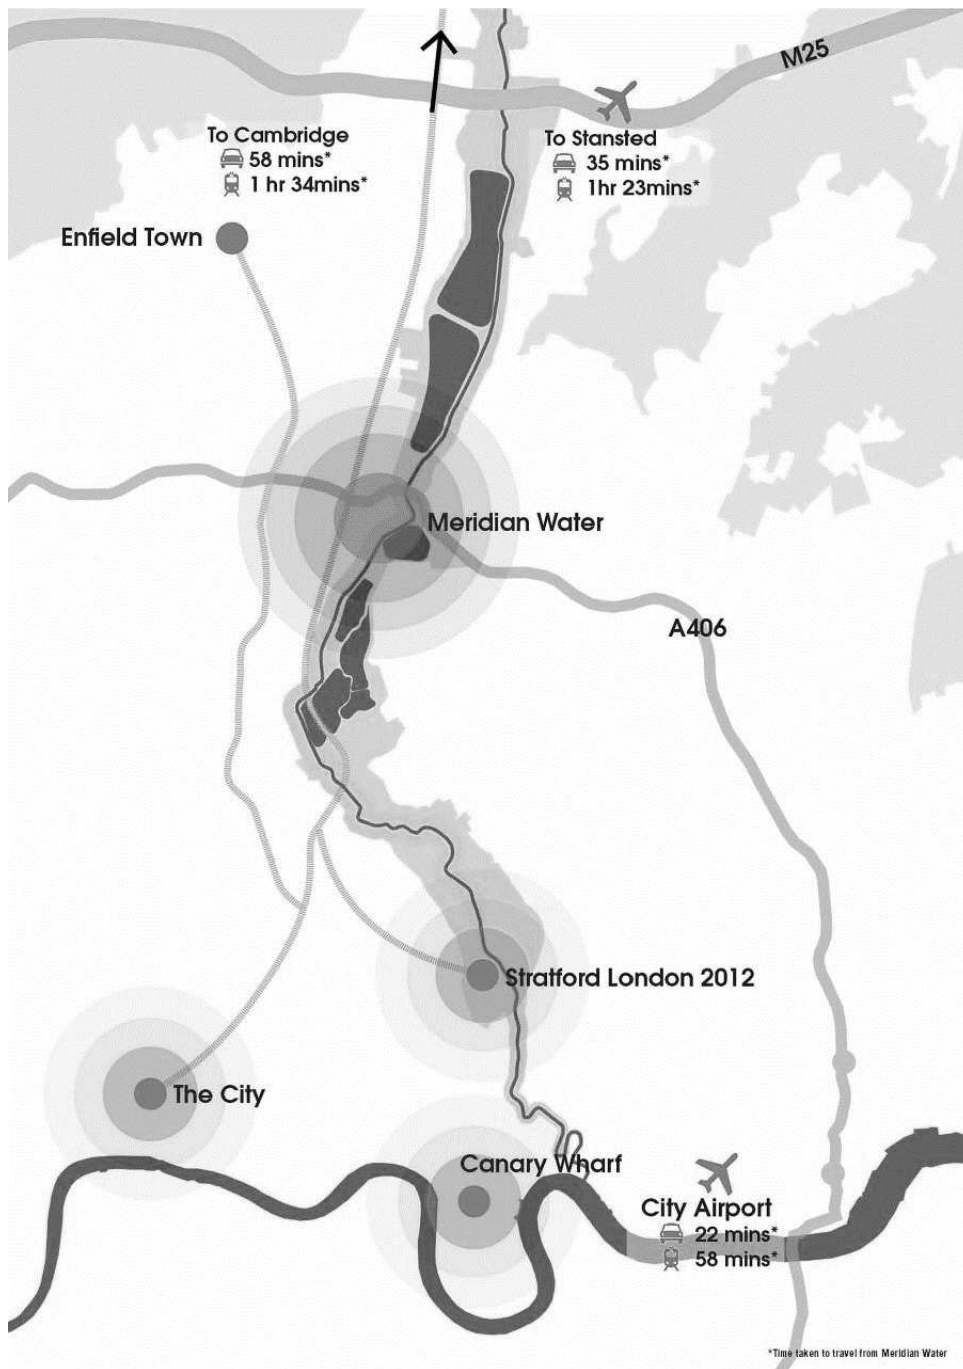 M25
To Cambridge
58 mins*
1 hr 34mins*
To Stansted
35 mins*
1hr 23mins*
Enfield Town
Meridian Water
A406
Stratford London 2012
The City
Canary Wharf
City Airport
22 mins*
58 mins*
*Time taken to travel from Meridian Water